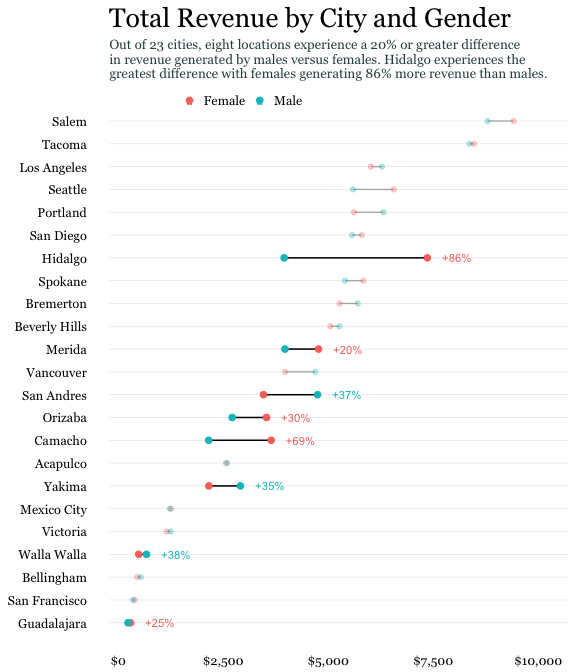 Total Revenue by City and Gender
Out of 23 cities, eight locations experience a 20% or greater difference
in revenue generated by males versus females. Hidalgo experiences the
greatest difference with females generating 86% more revenue than males.
Female Male
Salem
Tacoma
Los Angeles
Seattle
Portland
San Diego
Hidalgo +86%
Spokane
Bremerton
Beverly Hills
Merida +20%
Vancouver
San Andres +37%
Orizaba +30%
Camacho +69%
Acapulco
Yakima +35%
Mexico City
Victoria
Walla Walla +38%
Bellingham
San Francisco
Guadalajara +25%
$0 $2,500 $5,000 $7,500 $10,000